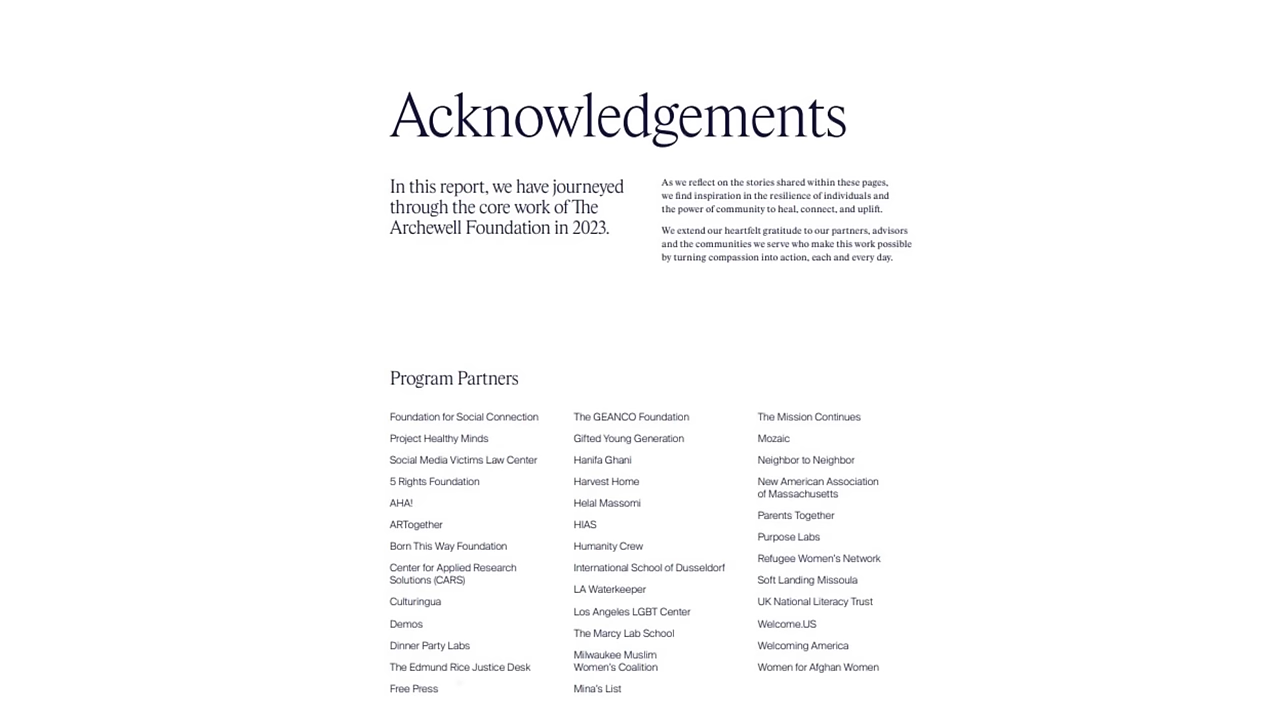 Acknowledgements
In this report, we have journeyed
through the core work of The
Archewell Foundation in 2023.
As we reflect on the stories shared within these pages,
we find inspiration in the resilience of individuals and
the power of community to heal, connect, and uplift.
We extend our heartfelt gratitude to our partners, advisors
and the communities we serve who make this work possible
by turning compassion into action, each and every day.
Program Partners
Foundation for Social Connection
Project Healthy Minds
Social Media Victims Law Center
5 Rights Foundation
AHA!
ARTogether
Born This Way Foundation
Center for Applied Research
Solutions (CARS)
Culturingua
Demos
Dinner Party Labs
The Edmund Rice Justice Desk
Free Press
The GEANCO Foundation
Gifted Young Generation
Hanifa Ghani
Harvest Home
Helal Massomi
HIAS
Humanity Crew
International School of Dusseldorf
LA Waterkeeper
Los Angeles LGBT Center
The Marcy Lab School
Milwaukee Muslim
Women's Coalition
Mina's List
The Mission Continues
Mozaic
Neighbor to Neighbor
New American Association
of Massachusetts
Parents Together
Purpose Labs
Refugee Women's Network
Soft Landing Missoula
UK National Literacy Trust
Welcome.US
Welcoming America
Women for Afghan Women